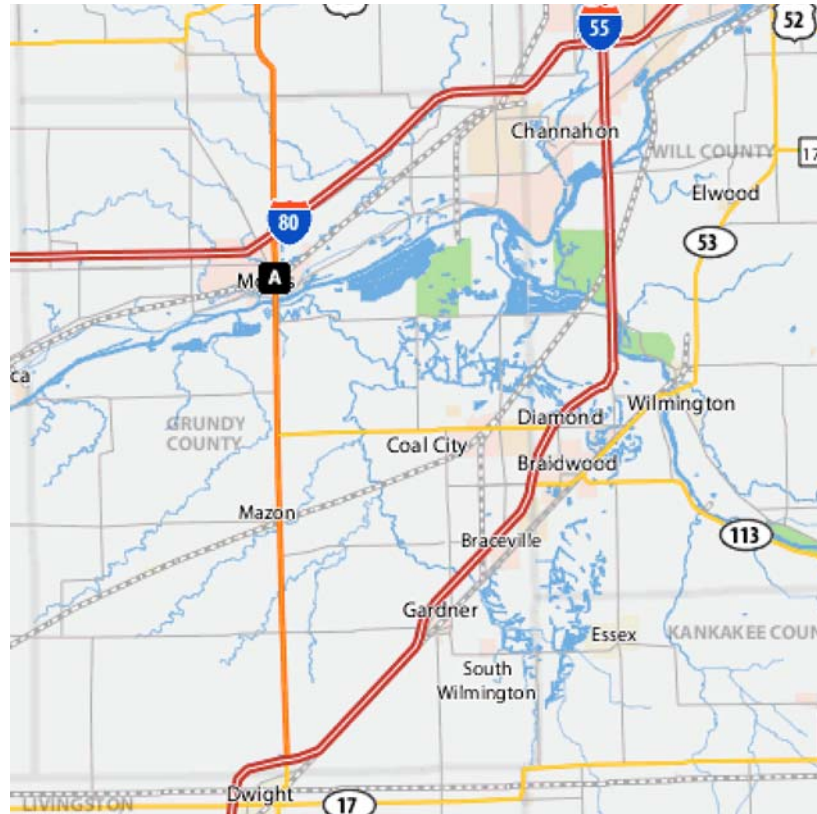 55
52
Channahon
WILL COUNTY
17
Elwood
80
53
A
ca
GRUNDY
COUNTY
Diamond
Wilmington
Coal City
Braidwood
Mazon
Braceville
113
Gardner
Essex
KANKAKEE COUN
South
Wilmington
Dwight
LIVINGSTON
17